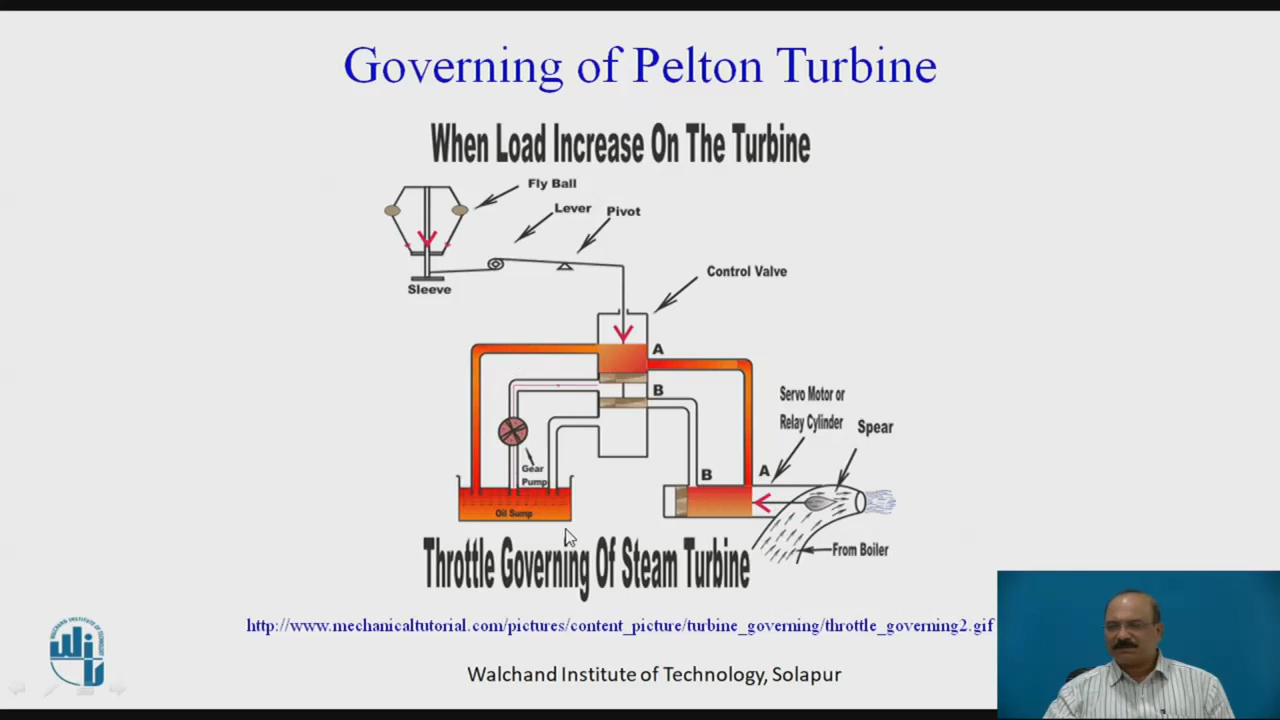 Governing of Pelton Turbine
When Load Increase On The Turbine
Fly Ball
Lever
Pivot
Sleeve
Control Valve
A
B
Servo Motor or
Relay Cylinder
Spear
Gear
Pump
B
A
Oil Sump
From Boiler
Throttle Governing Of Steam Turbine
http://www.mechanicaltutorial.com/pictures/content_picture/turbine_governing/throttle_governing2.gif
Walchand Institute of Technology, Solapur